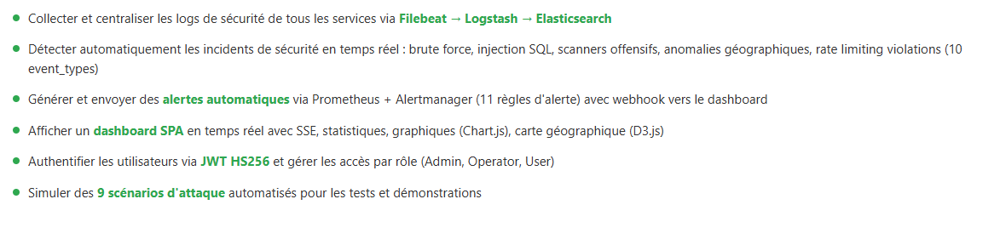 Collecter et centraliser les logs de sécurité de tous les services via Filebeat → Logstash → Elasticsearch
Détecter automatiquement les incidents de sécurité en temps réel : brute force, injection SQL, scanners offensifs, anomalies géographiques, rate limiting violations (10
event_types)
Générer et envoyer des alertes automatiques via Prometheus + Alertmanager (11 règles d'alerte) avec webhook vers le dashboard
Afficher un dashboard SPA en temps réel avec SSE, statistiques, graphiques (Chart.js), carte géographique (D3.js)
Authentifier les utilisateurs via JWT HS256 et gérer les accès par rôle (Admin, Operator, User)
Simuler des 9 scénarios d'attaque automatisés pour les tests et démonstrations